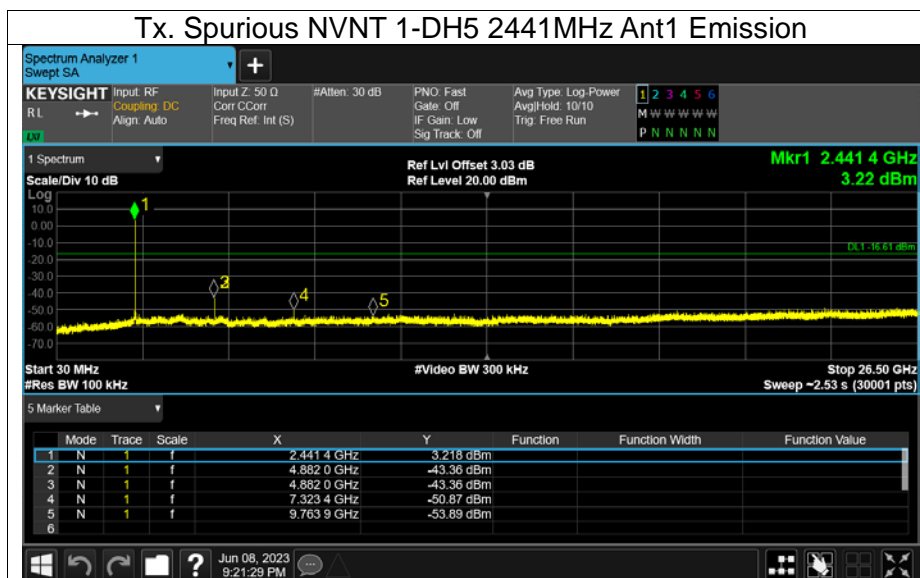 Tx. Spurious NVNT 1-DH5 2441MHz Ant1 Emission
Spectrum Analyzer 1
Swept SA
+
KEYSIGHT Input: RF Input Z: 50 Ω #Atten: 30 dB PNO: Fast Avg Type: Log-Power 1 2 3 4 5 6
RL Coupling: DC Corr CCorr Gate: Off Avg|Hold: 10/10 M W W W W W
Align: Auto Freq Ref: Int (S) IF Gain: Low Trig: Free Run
LXI Sig Track: Off P N N N N N
1 Spectrum Ref Lvl Offset 3.03 dB Mkr1 2.441 4 GHz
Scale/Div 10 dB Ref Level 20.00 dBm 3.22 dBm
Log
10.0 1
0.00
-10.0 DL1 -16.61 dBm
-20.0
-30.0
-40.0 3 4 5
-50.0
-60.0
-70.0
Start 30 MHz #Video BW 300 kHz Stop 26.50 GHz
#Res BW 100 kHz Sweep ~2.53 s (30001 pts)
5 Marker Table
Mode Trace Scale X Y Function Function Width Function Value
1 N 1 f 2.441 4 GHz 3.218 dBm
2 N 1 f 4.882 0 GHz -43.36 dBm
3 N 1 f 4.882 0 GHz -43.36 dBm
4 N 1 f 7.323 4 GHz -50.87 dBm
5 N 1 f 9.763 9 GHz -53.89 dBm
6
? Jun 08, 2023
9:21:29 PM